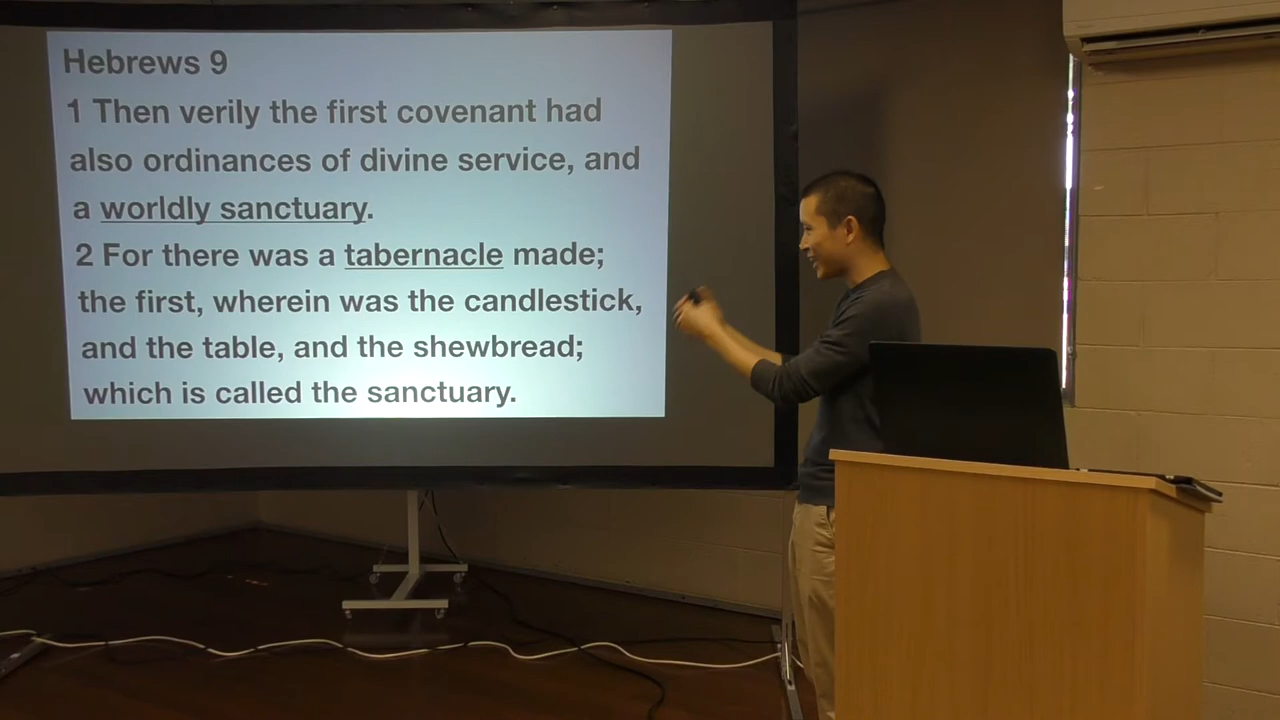 Hebrews 9
1 Then verily the first covenant had
also ordinances of divine service, and
a worldly sanctuary.
2 For there was a tabernacle made;
the first, wherein was the candlestick,
and the table, and the shewbread;
which is called the sanctuary.